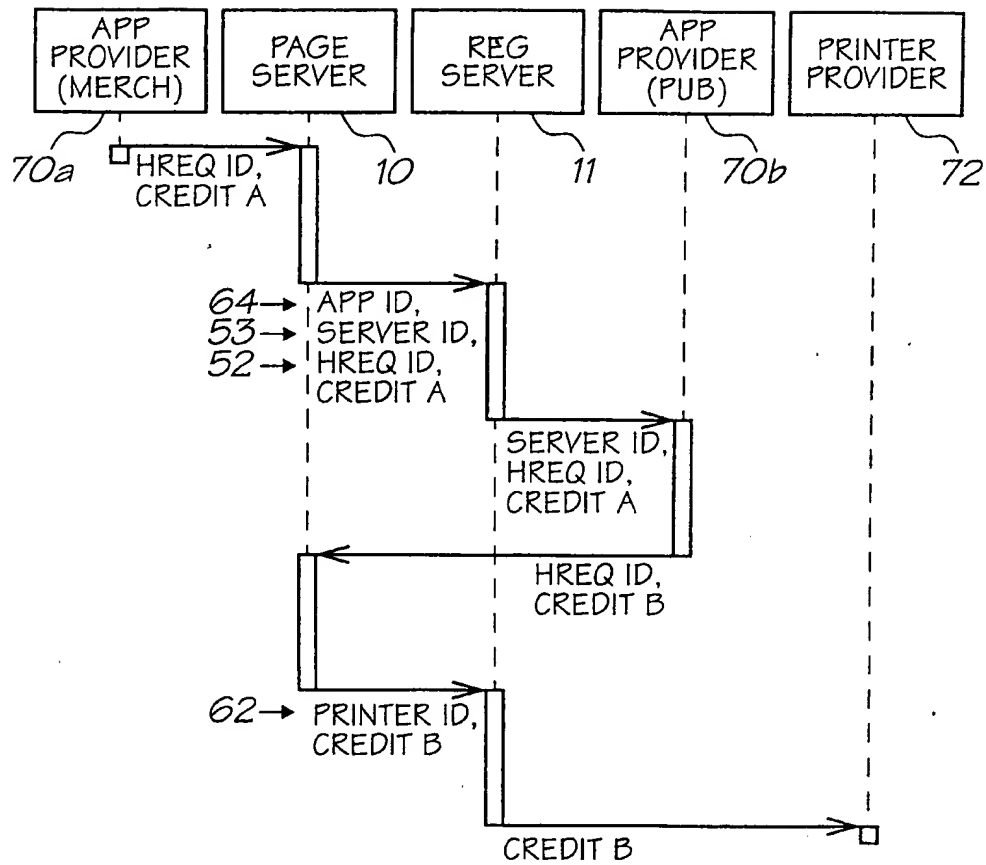 APP
PROVIDER
(MERCH)
PAGE
SERVER
REG
SERVER
APP
PROVIDER
(PUB)
PRINTER
PROVIDER
70a
10
11
70b
72
HREQ ID,
CREDIT A
64
APP ID,
53
SERVER ID,
52
HREQ ID,
CREDIT A
SERVER ID,
HREQ ID,
CREDIT A
HREQ ID,
CREDIT B
62
PRINTER ID,
CREDIT B
CREDIT B